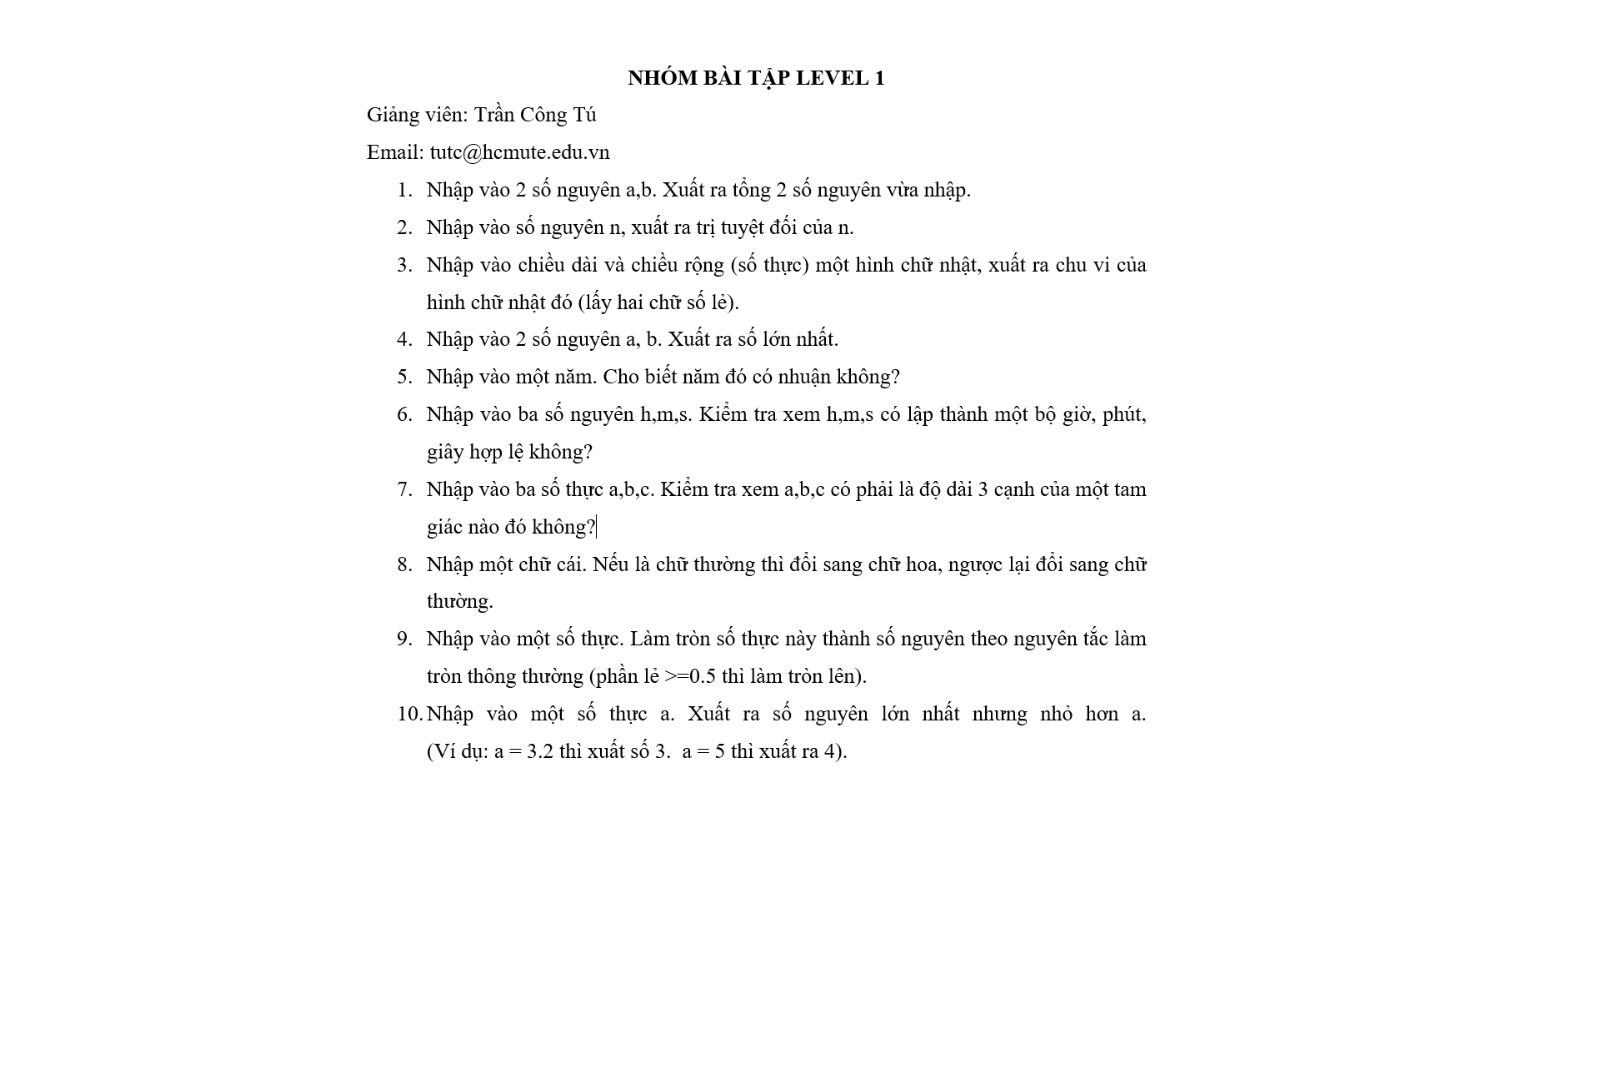 NHÓM BÀI TẬP LEVEL 1
Giảng viên: Trần Công Tú
Email: tutc@hcmute.edu.vn
1. Nhập vào 2 số nguyên a,b. Xuất ra tổng 2 số nguyên vừa nhập.
2. Nhập vào số nguyên n, xuất ra trị tuyệt đối của n.
3. Nhập vào chiều dài và chiều rộng (số thực) một hình chữ nhật, xuất ra chu vi của
hình chữ nhật đó (lấy hai chữ số lẻ).
4. Nhập vào 2 số nguyên a, b. Xuất ra số lớn nhất.
5. Nhập vào một năm. Cho biết năm đó có nhuận không?
6. Nhập vào ba số nguyên h,m,s. Kiểm tra xem h,m,s có lập thành một bộ giờ, phút,
giây hợp lệ không?
7. Nhập vào ba số thực a,b,c. Kiểm tra xem a,b,c có phải là độ dài 3 cạnh của một tam
giác nào đó không?
8. Nhập một chữ cái. Nếu là chữ thường thì đổi sang chữ hoa, ngược lại đổi sang chữ
thường.
9. Nhập vào một số thực. Làm tròn số thực này thành số nguyên theo nguyên tắc làm
tròn thông thường (phần lẻ >=0.5 thì làm tròn lên).
10. Nhập vào một số thực a. Xuất ra số nguyên lớn nhất nhưng nhỏ hơn a.
(Ví dụ: a = 3.2 thì xuất số 3.  a = 5 thì xuất ra 4).